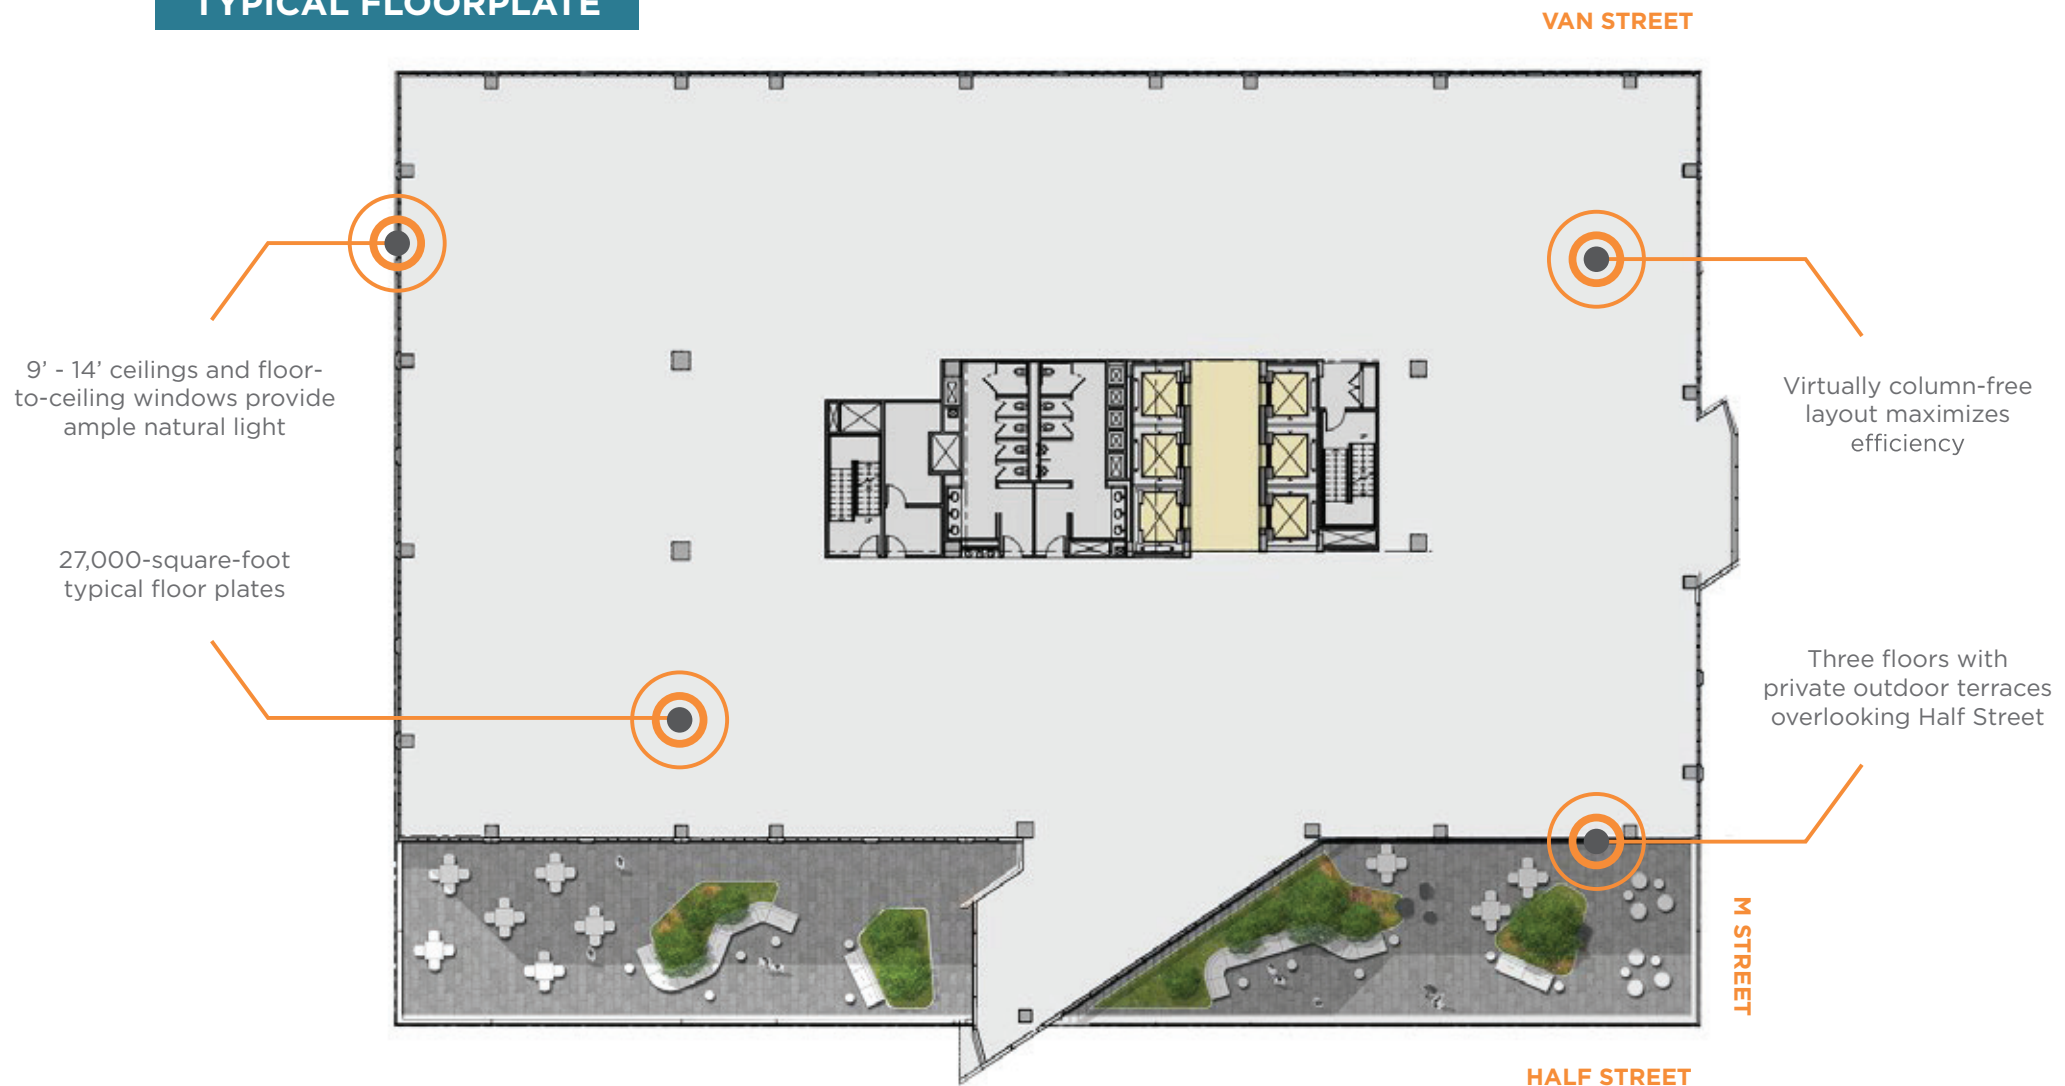 TYPICAL FLOORPLATE
VAN STREET
9’ - 14’ ceilings and floor-
to-ceiling windows provide
ample natural light
Virtually column-free
layout maximizes
efficiency
27,000-square-foot
typical floor plates
Three floors with
private outdoor terraces
overlooking Half Street
M STREET
HALF STREET